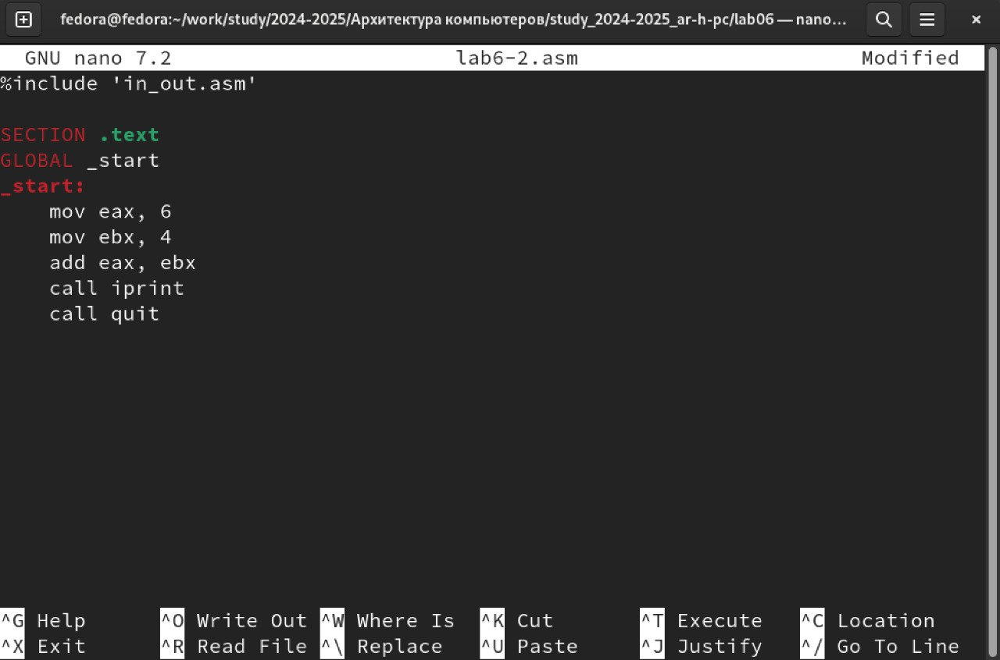 fedora@fedora:~/work/study/2024-2025/Архитектура компьютеров/study_2024-2025_ar-h-pc/lab06 — nano...
GNU nano 7.2 lab6-2.asm Modified
%include 'in_out.asm'
SECTION .text
GLOBAL _start
_start:
mov eax, 6
mov ebx, 4
add eax, ebx
call iprint
call quit
^G Help ^O Write Out ^W Where Is ^K Cut ^T Execute ^C Location
^X Exit ^R Read File ^\ Replace ^U Paste ^J Justify ^/ Go To Line